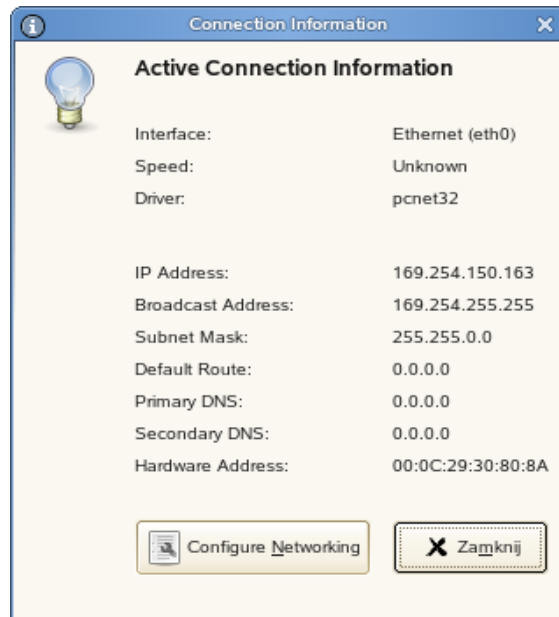 Connection Information
Active Connection Information
Interface: Ethernet (eth0)
Speed: Unknown
Driver: pcnet32
IP Address: 169.254.150.163
Broadcast Address: 169.254.255.255
Subnet Mask: 255.255.0.0
Default Route: 0.0.0.0
Primary DNS: 0.0.0.0
Secondary DNS: 0.0.0.0
Hardware Address: 00:0C:29:30:80:8A
Configure Networking Zamknij